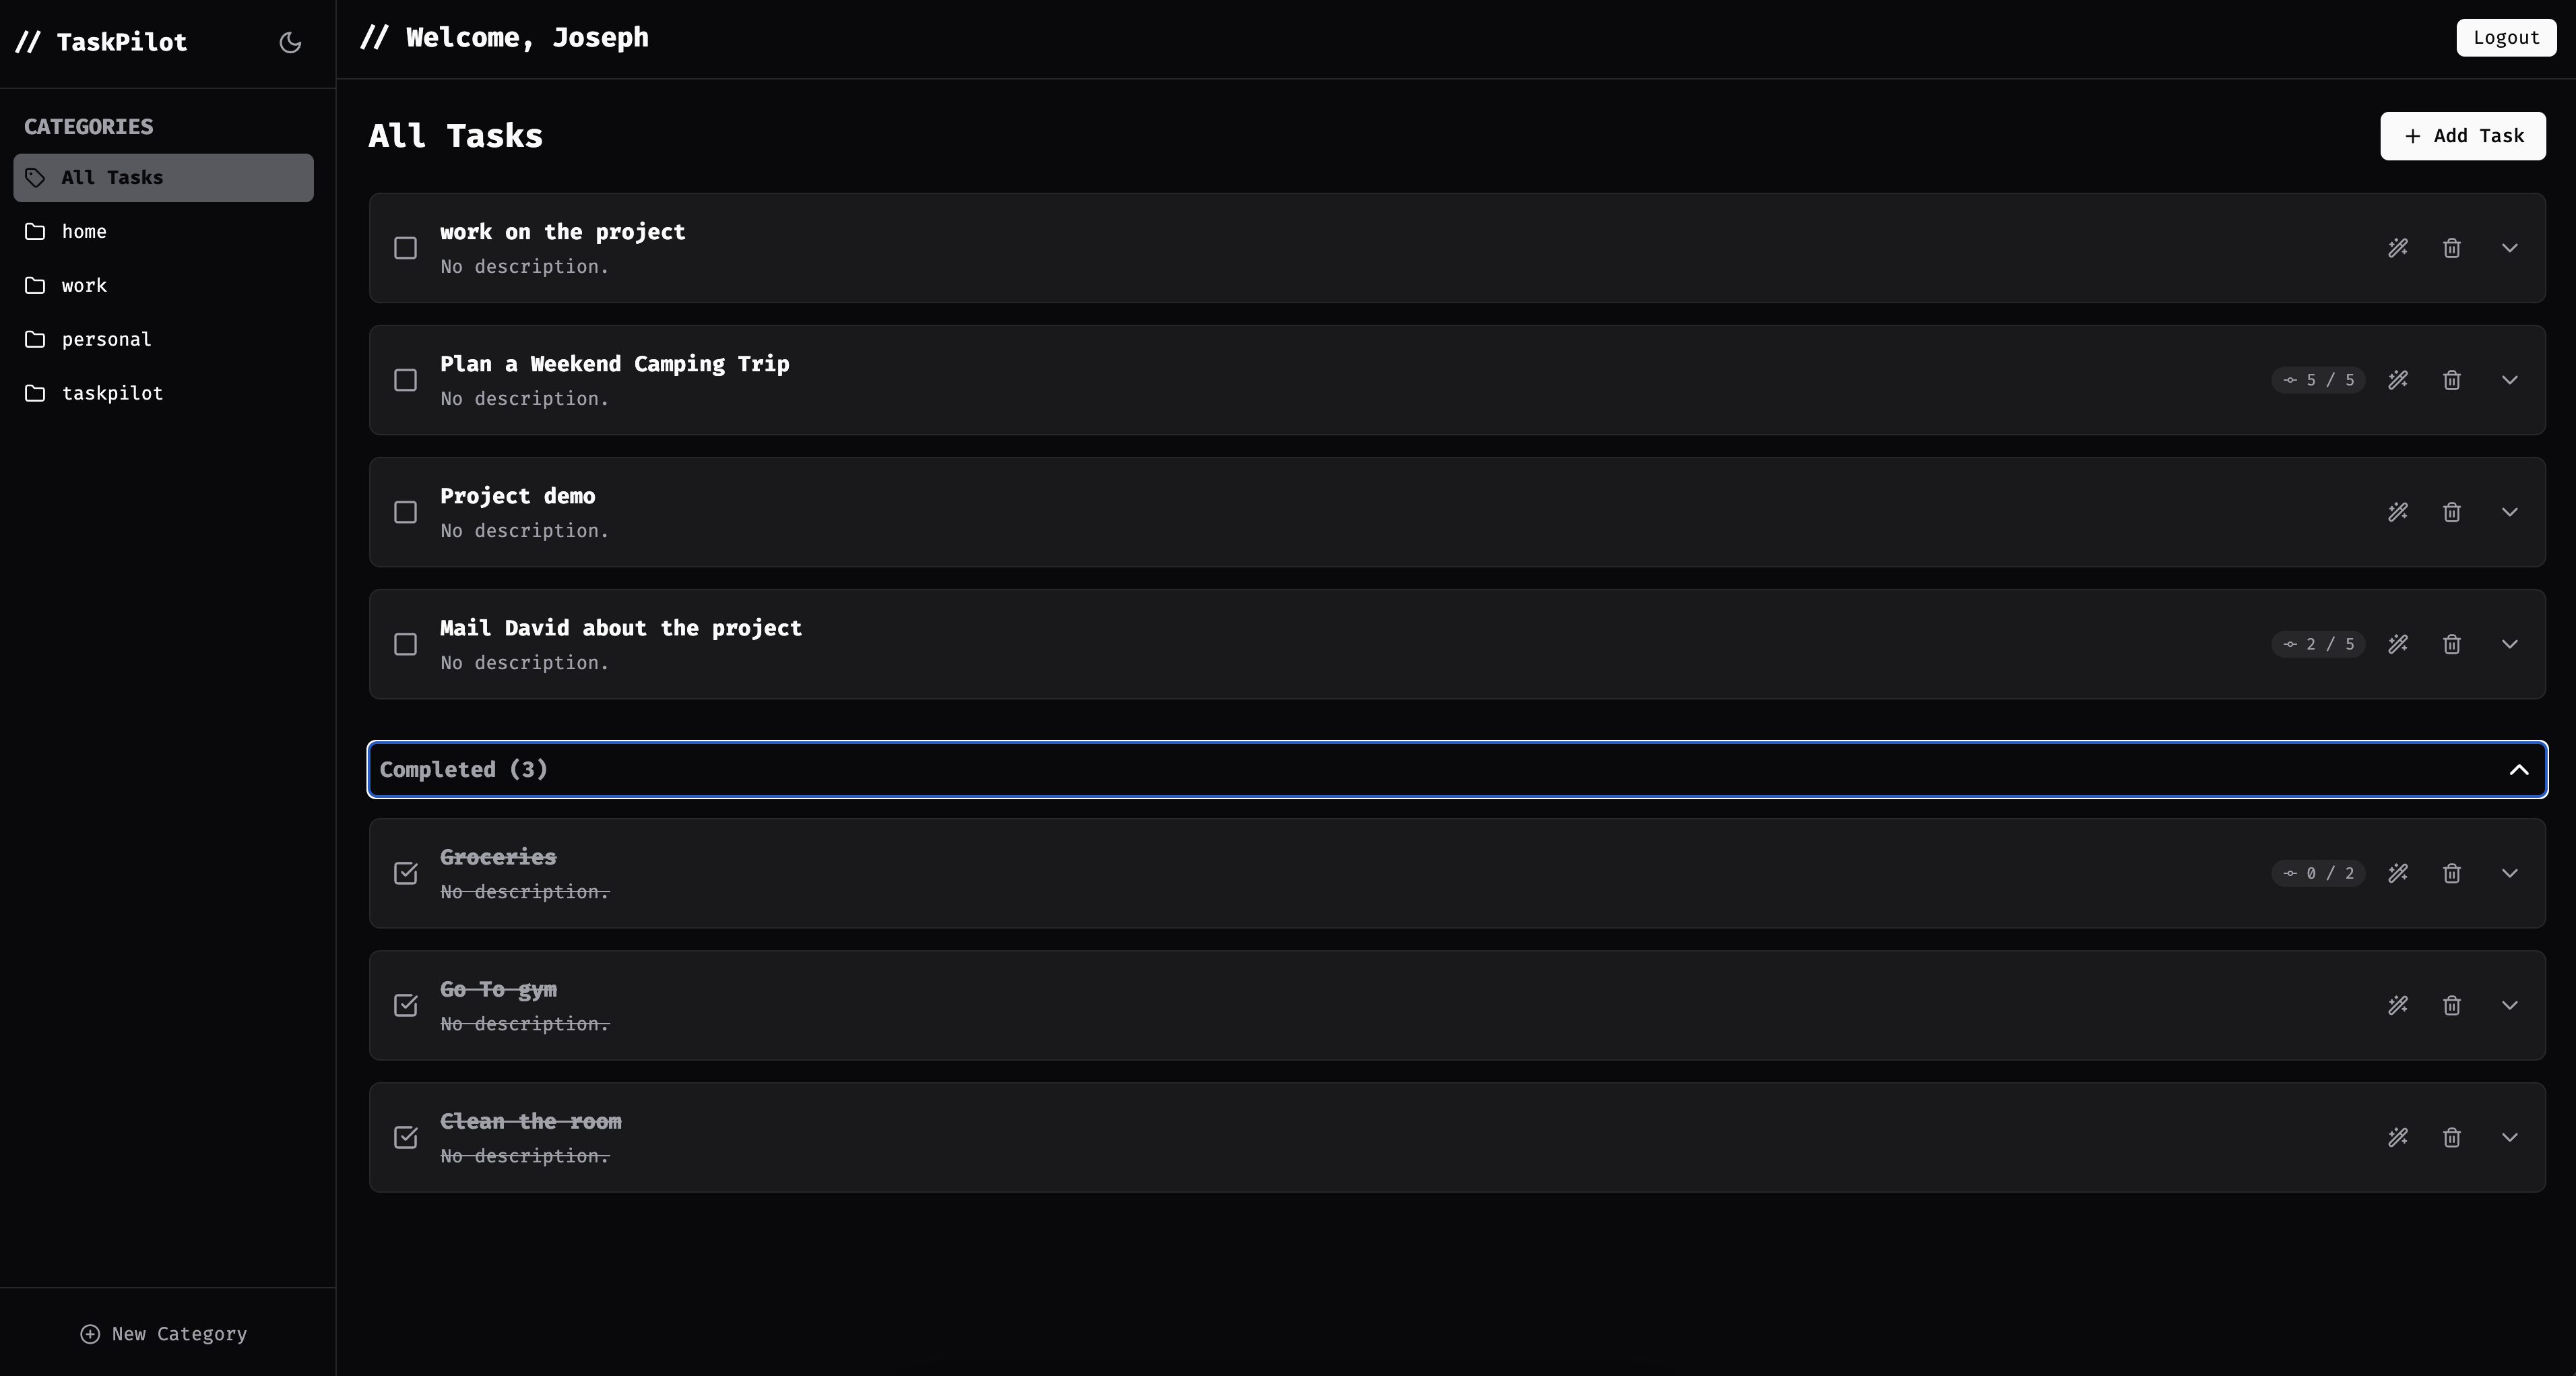 // TaskPilot
CATEGORIES
All Tasks
home
work
personal
taskpilot
New Category
// Welcome, Joseph
Logout
All Tasks
+ Add Task
work on the project
No description.
Plan a Weekend Camping Trip
No description.
5 / 5
Project demo
No description.
Mail David about the project
No description.
2 / 5
Completed (3)
Groceries
No description.
0 / 2
Go To gym
No description.
Clean the room
No description.